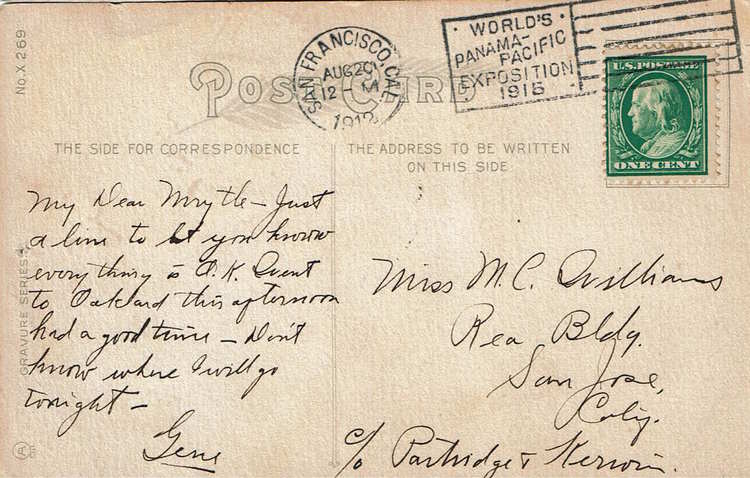 No. X 269
SAN FRANCISCO, CAL.
AUG 20
12 - M
1912
WORLD'S
PANAMA-
PACIFIC
EXPOSITION
1915
U.S. POSTAGE
ONE CENT
POST CARD
THE SIDE FOR CORRESPONDENCE
THE ADDRESS TO BE WRITTEN
ON THIS SIDE
My Dear Mrytle - Just
a line to let you know
everything is O.K. Went
to Oakland this afternoon
had a good time - Don't
know where I will go
tonight -
Gene
Miss M. C. Williams
Rea Bldg.
San Jose,
Calif.
c/o Partridge & Kerwin.
GRAVURE SERIES
A